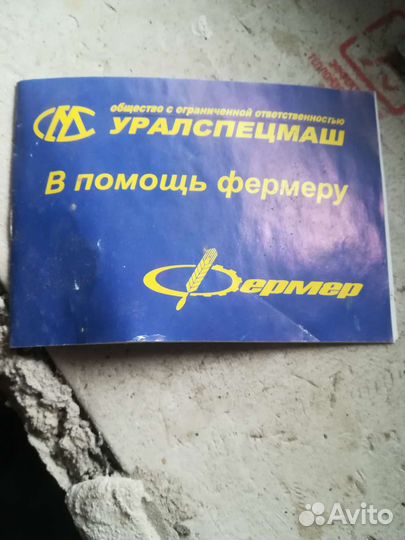 общество с ограниченной ответственностью
УРАЛСПЕЦМАШ
В помощь фермеру
Фермер
Avito